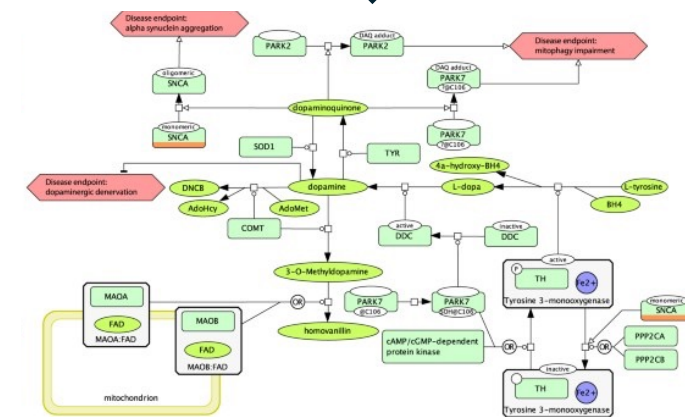 Disease endpoint:
alpha synuclein aggregation
PARK2
DAQ adduct
PARK2
Disease endpoint:
mitophagy impairment
oligomeric
SNCA
DAQ adduct
PARK7
?@C106
dopaminoquinone
monomeric
SNCA
PARK7
?@C106
SOD1
TYR
4a-hydroxy-BH4
Disease endpoint:
dopaminergic denervation
DNCB
dopamine
L-dopa
L-tyrosine
AdoHcy
AdoMet
BH4
COMT
active
DDC
inactive
DDC
active
P
TH
Fe2+
Tyrosine 3-monooxygenase
3-O-Methyldopamine
MAOA
FAD
MAOA:FAD
OR
PARK7
@C106
PARK7
SOH@C106
monomeric
SNCA
MAOB
FAD
MAOB:FAD
homovanillin
cAMP/cGMP-dependent
protein kinase
OR
OR
PPP2CA
PPP2CB
inactive
TH
Fe2+
Tyrosine 3-monooxygenase
mitochondrion